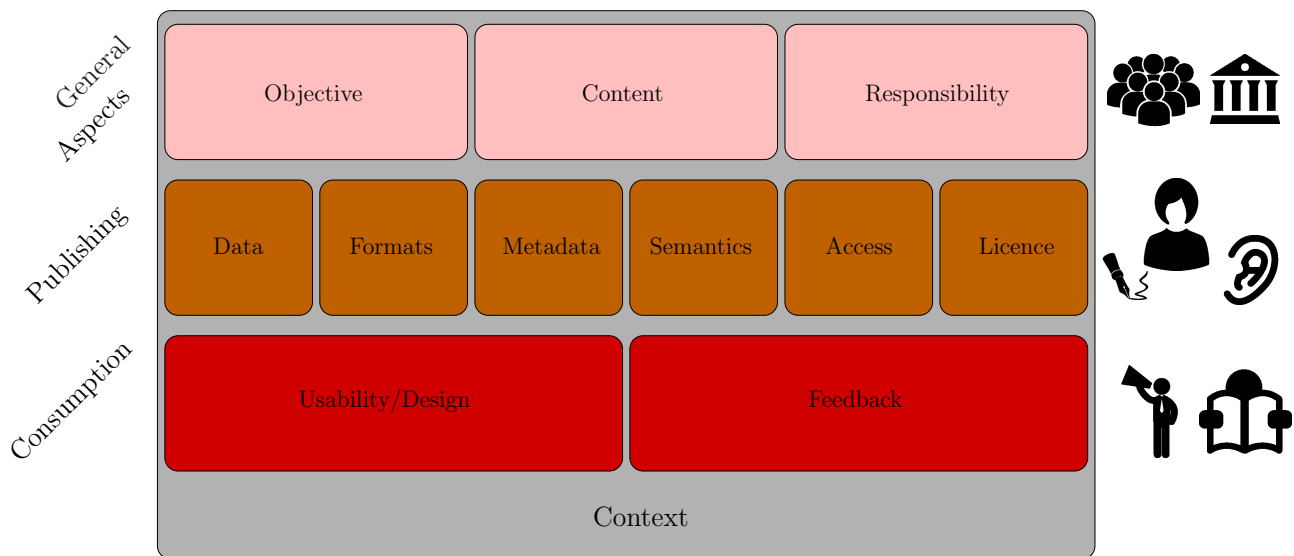 General
Aspects
Objective
Content
Responsibility
Publishing
Data
Formats
Metadata
Semantics
Access
Licence
Consumption
Usability/Design
Feedback
Context